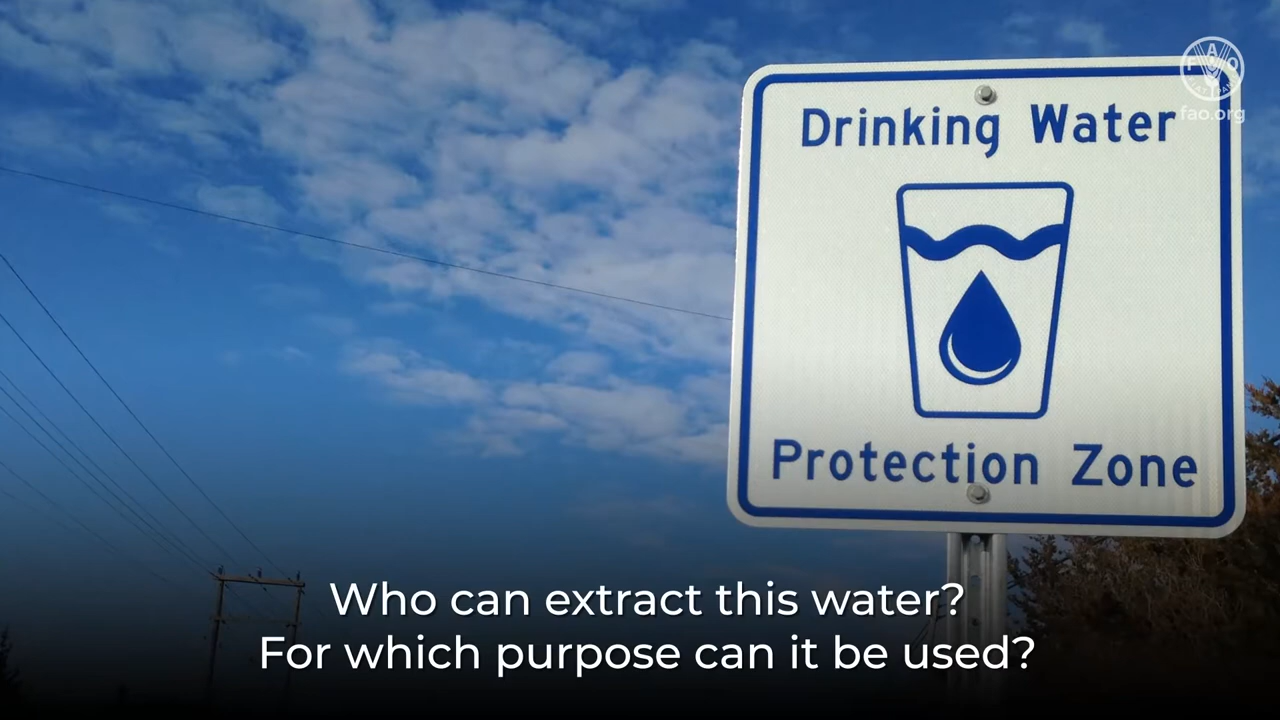 Drinking Water
Protection Zone
F A O
fao.org
Who can extract this water?
For which purpose can it be used?